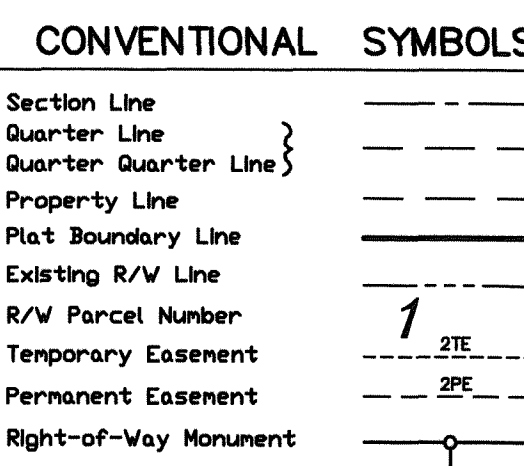 CONVENTIONAL SYMBOLS
Section Line
Quarter Line
Quarter Quarter Line
Property Line
Plat Boundary Line
Existing R/W Line
R/W Parcel Number 1
Temporary Easement 2TE
Permanent Easement 2PE
Right-of-Way Monument